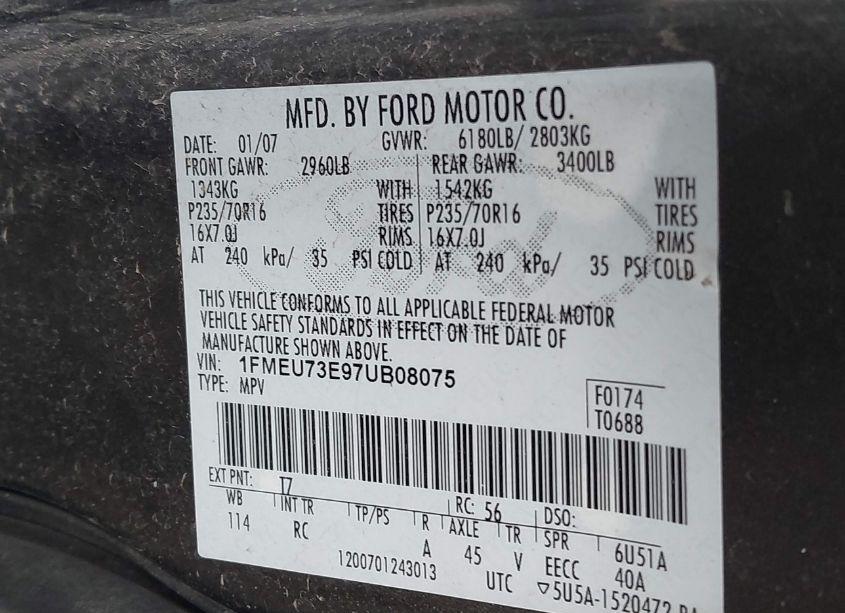 MFD. BY FORD MOTOR CO.
DATE: 01/07 GVWR: 6180LB/ 2803KG
FRONT GAWR: 2960LB REAR GAWR: 3400LB
1343KG WITH 1542KG WITH
P235/70R16 TIRES P235/70R16 TIRES
16X7.0J RIMS 16X7.0J RIMS
AT 240 kPa/ 35 PSI COLD AT 240 kPa/ 35 PSI COLD
THIS VEHICLE CONFORMS TO ALL APPLICABLE FEDERAL MOTOR
VEHICLE SAFETY STANDARDS IN EFFECT ON THE DATE OF
MANUFACTURE SHOWN ABOVE.
VIN: 1FMEU73E97UB08075
TYPE: MPV
F0174
T0688
EXT PNT: T7 RC: 56 DSO:
WB INT TR TP/PS R AXLE TR SPR 6U51A
114 RC A 45 V EECC 40A
1200701243013 UTC ▽5U5A-1520472